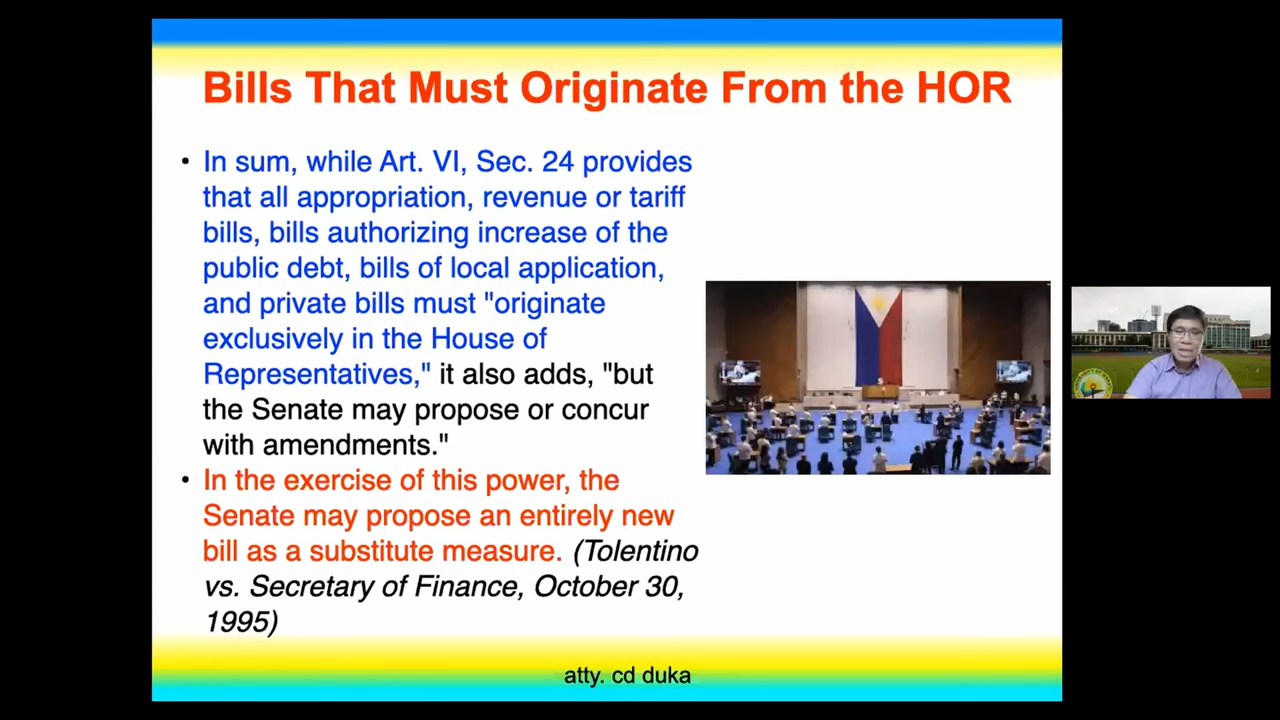 Bills That Must Originate From the HOR
• In sum, while Art. VI, Sec. 24 provides
that all appropriation, revenue or tariff
bills, bills authorizing increase of the
public debt, bills of local application,
and private bills must "originate
exclusively in the House of
Representatives," it also adds, "but
the Senate may propose or concur
with amendments."
• In the exercise of this power, the
Senate may propose an entirely new
bill as a substitute measure. (Tolentino
vs. Secretary of Finance, October 30,
1995)
atty. cd duka